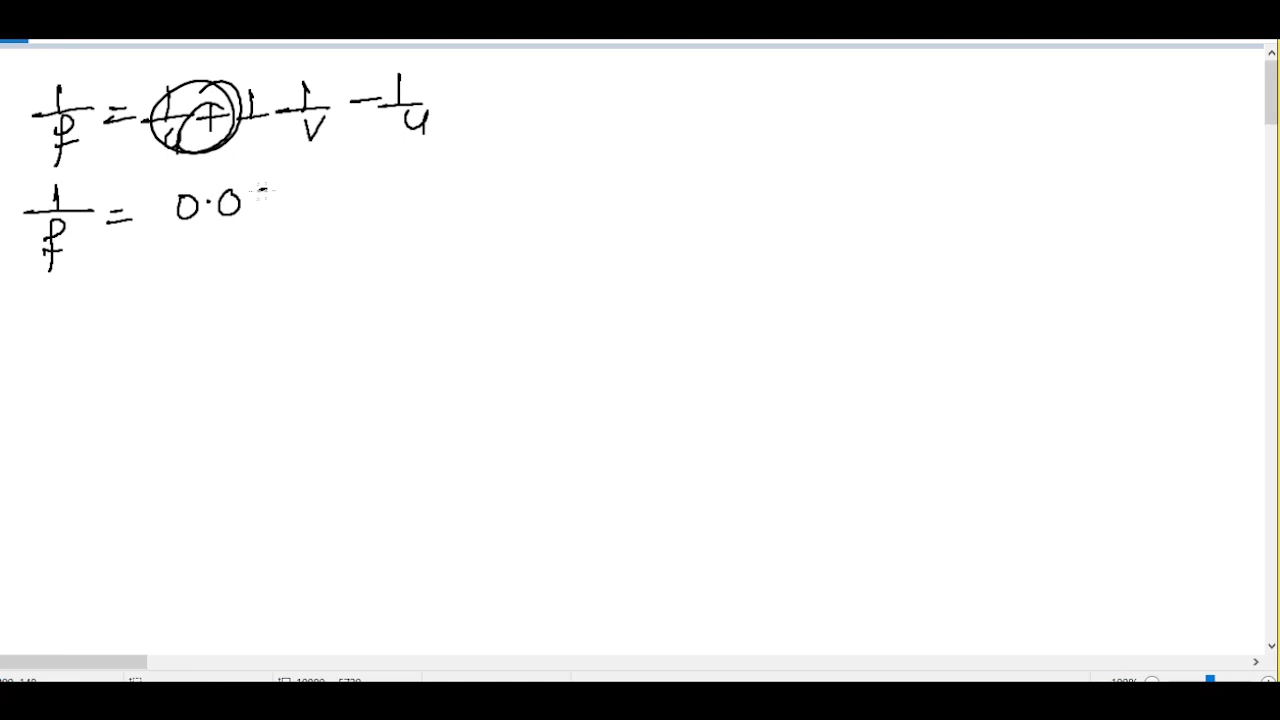 1/f = 1/v - 1/u
1/f = 0.0